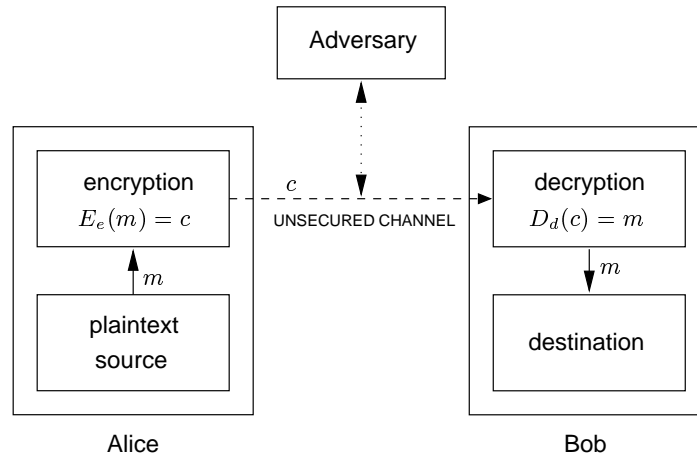 Adversary
encryption
E_e(m) = c
c
UNSECURED CHANNEL
decryption
D_d(c) = m
m
m
plaintext
source
destination
Alice
Bob